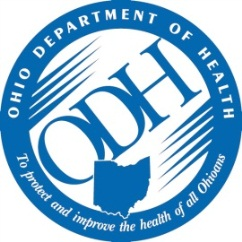 OHIO DEPARTMENT OF HEALTH
ODH
To protect and improve the health of all Ohioans